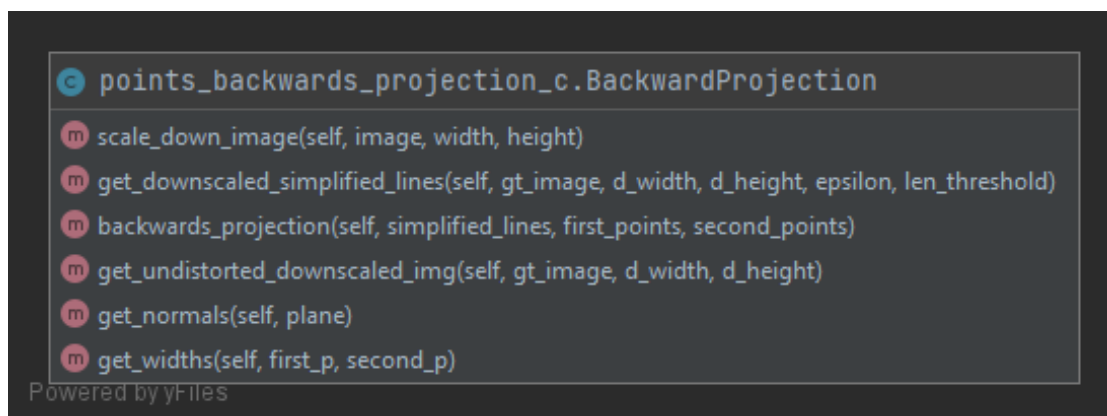 C points_backwards_projection_c.BackwardProjection
m scale_down_image(self, image, width, height)
m get_downscaled_simplified_lines(self, gt_image, d_width, d_height, epsilon, len_threshold)
m backwards_projection(self, simplified_lines, first_points, second_points)
m get_undistorted_downscaled_img(self, gt_image, d_width, d_height)
m get_normals(self, plane)
m get_widths(self, first_p, second_p)
Powered by yFiles